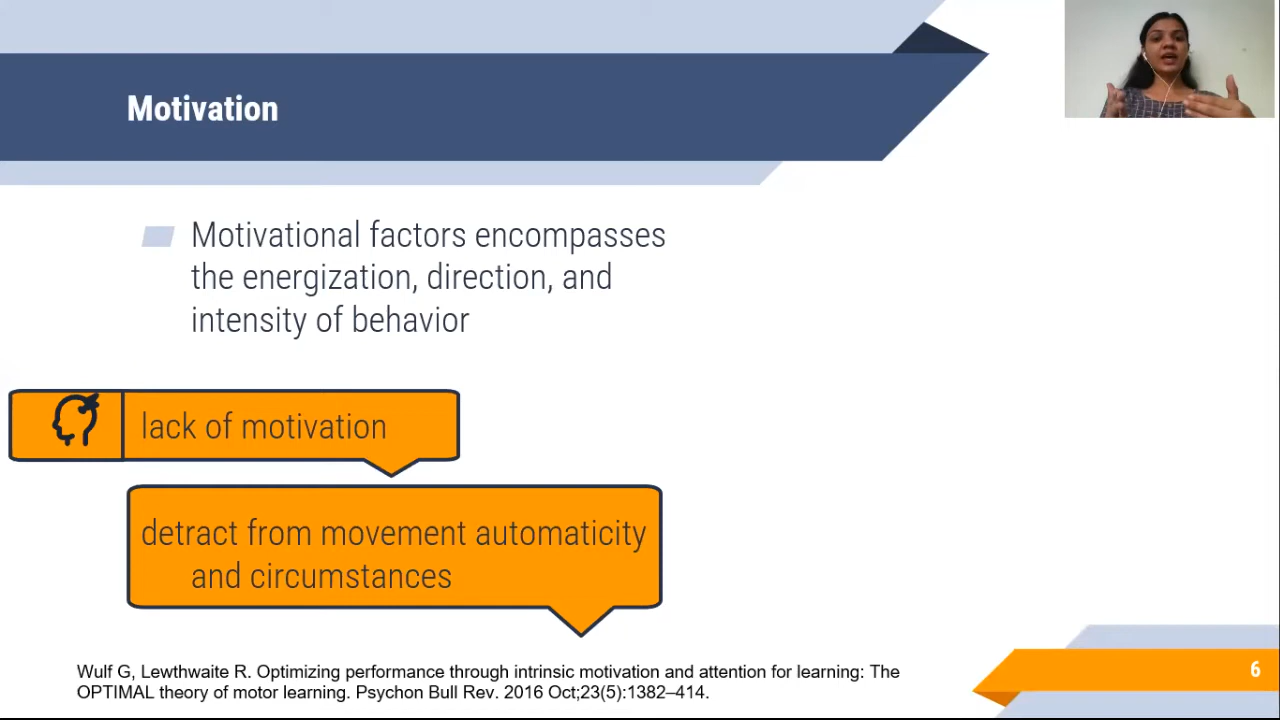 Motivation
Motivational factors encompasses
the energization, direction, and
intensity of behavior
lack of motivation
detract from movement automaticity
and circumstances
Wulf G, Lewthwaite R. Optimizing performance through intrinsic motivation and attention for learning: The
OPTIMAL theory of motor learning. Psychon Bull Rev. 2016 Oct;23(5):1382–414.
6